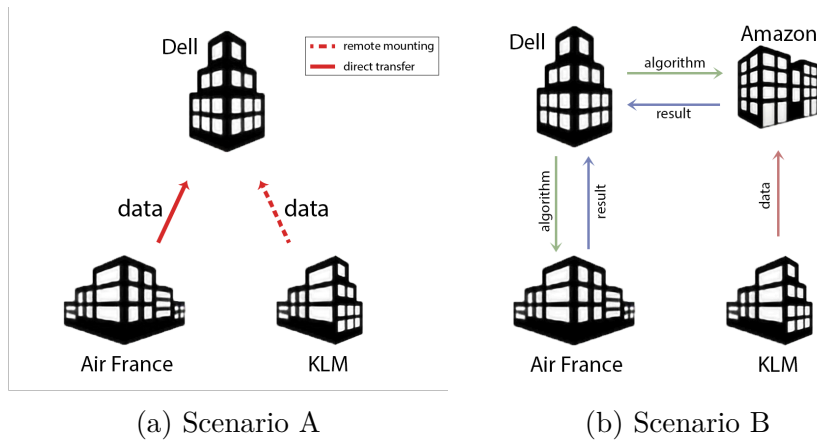 Dell
remote mounting
direct transfer
data
data
Air France
KLM
(a) Scenario A
Dell
Amazon
algorithm
result
algorithm
result
data
Air France
KLM
(b) Scenario B